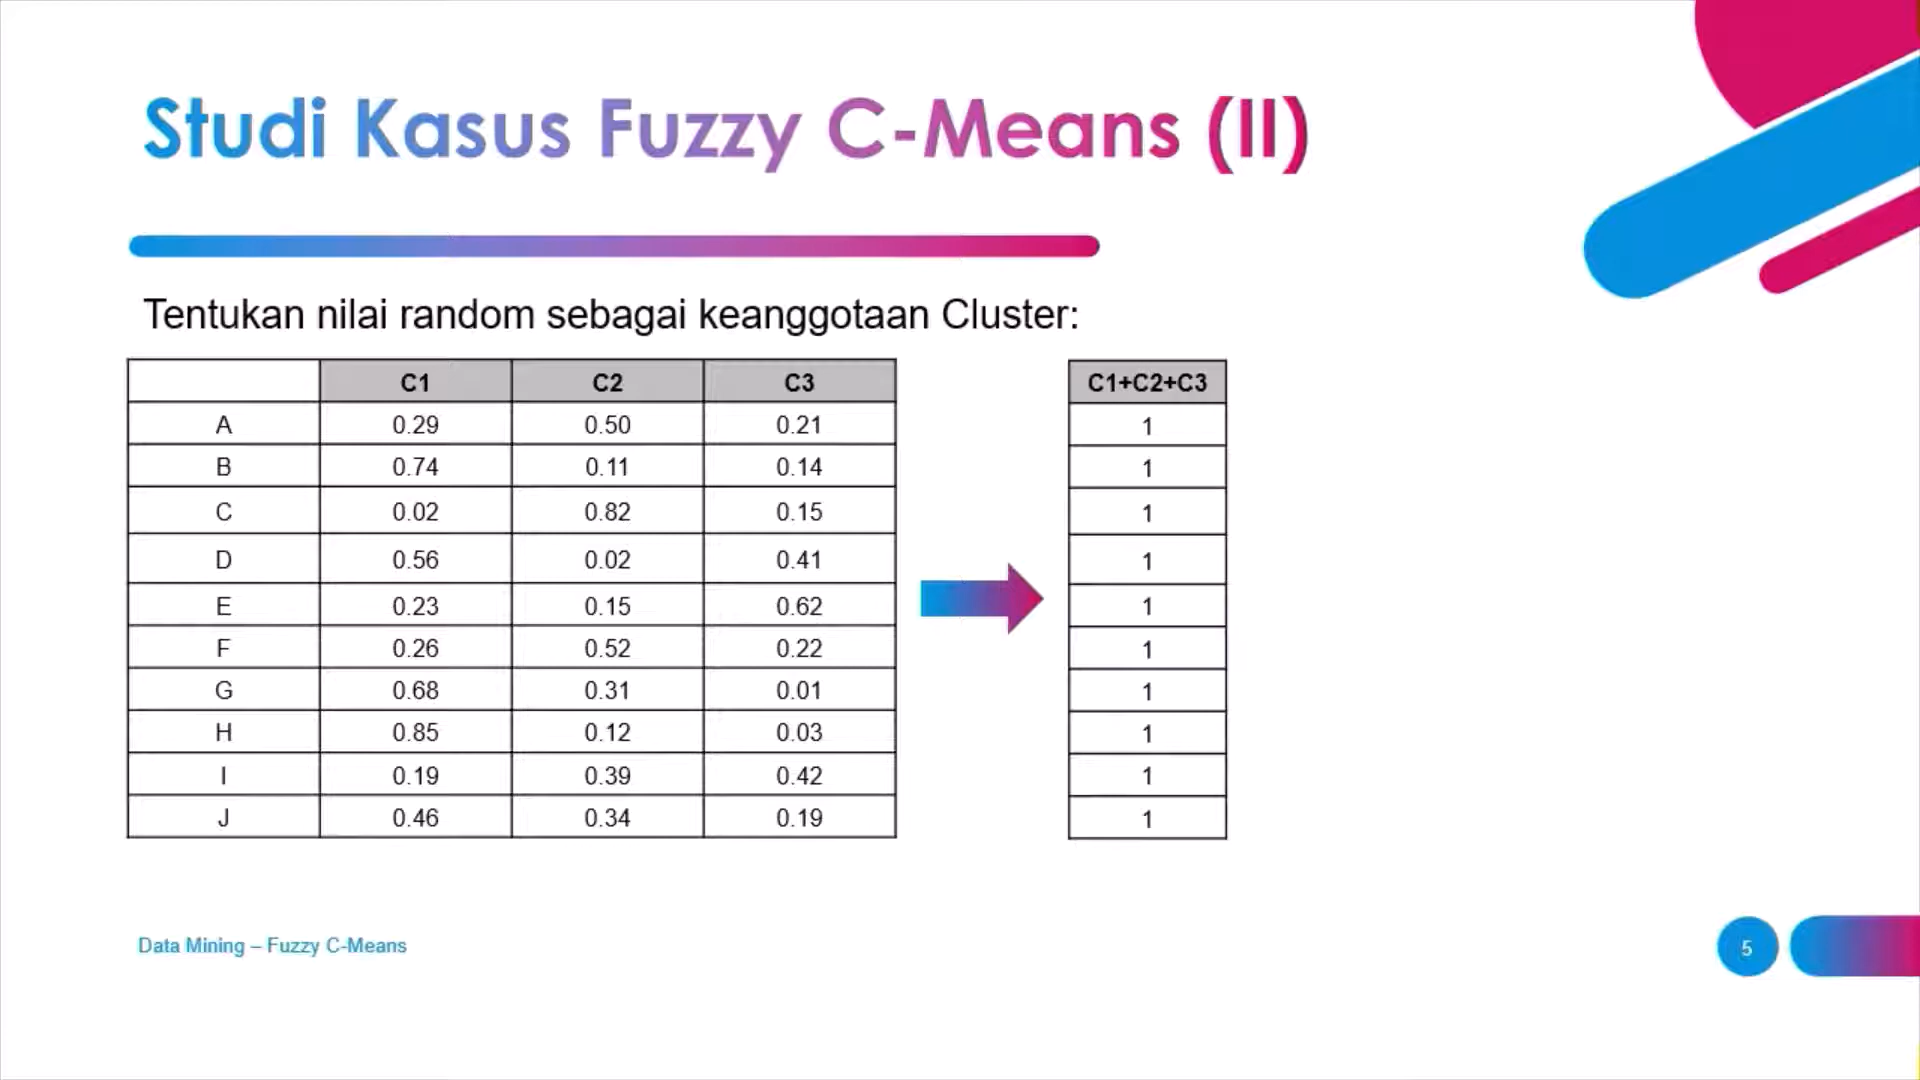 Studi Kasus Fuzzy C-Means (II)
Tentukan nilai random sebagai keanggotaan Cluster:
C1 C2 C3 C1+C2+C3
A 0.29 0.50 0.21 1
B 0.74 0.11 0.14 1
C 0.02 0.82 0.15 1
D 0.56 0.02 0.41 1
E 0.23 0.15 0.62 1
F 0.26 0.52 0.22 1
G 0.68 0.31 0.01 1
H 0.85 0.12 0.03 1
I 0.19 0.39 0.42 1
J 0.46 0.34 0.19 1
Data Mining – Fuzzy C-Means
5